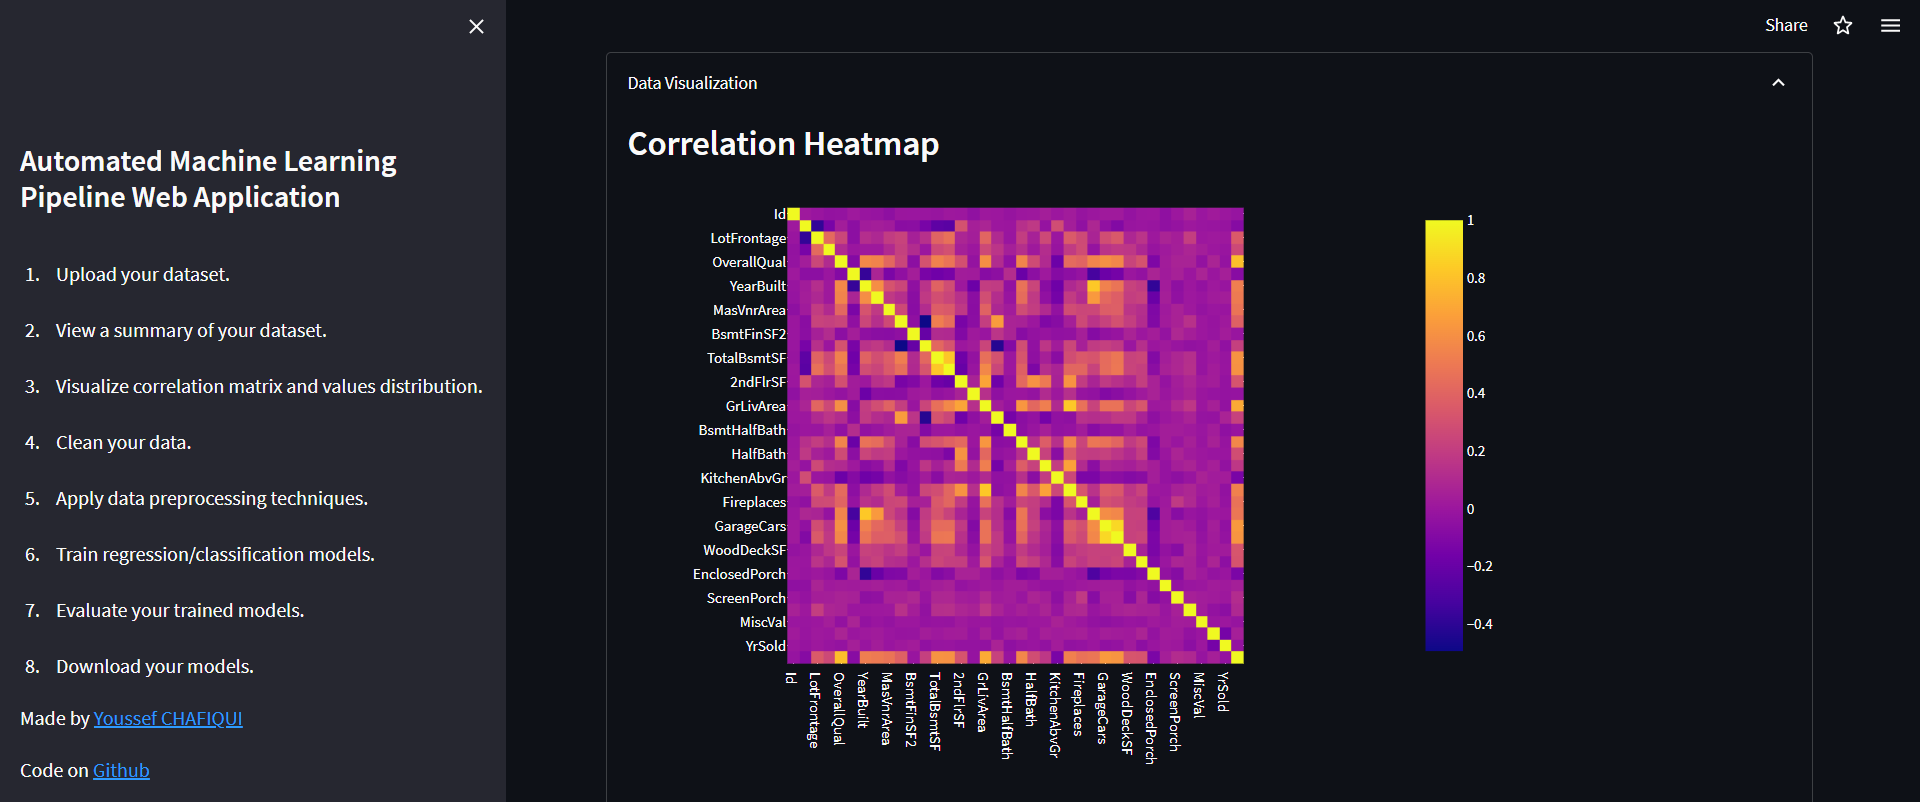 Share
Automated Machine Learning
Pipeline Web Application
1. Upload your dataset.
2. View a summary of your dataset.
3. Visualize correlation matrix and values distribution.
4. Clean your data.
5. Apply data preprocessing techniques.
6. Train regression/classification models.
7. Evaluate your trained models.
8. Download your models.
Made by Youssef CHAFIQUI
Code on Github
Data Visualization
Correlation Heatmap
Id
LotFrontage
OverallQual
YearBuilt
MasVnrArea
BsmtFinSF2
TotalBsmtSF
2ndFlrSF
GrLivArea
BsmtHalfBath
HalfBath
KitchenAbvGr
Fireplaces
GarageCars
WoodDeckSF
EnclosedPorch
ScreenPorch
MiscVal
YrSold
Id
LotFrontage
OverallQual
YearBuilt
MasVnrArea
BsmtFinSF2
TotalBsmtSF
2ndFlrSF
GrLivArea
BsmtHalfBath
HalfBath
KitchenAbvGr
Fireplaces
GarageCars
WoodDeckSF
EnclosedPorch
ScreenPorch
MiscVal
YrSold
1
0.8
0.6
0.4
0.2
0
−0.2
−0.4